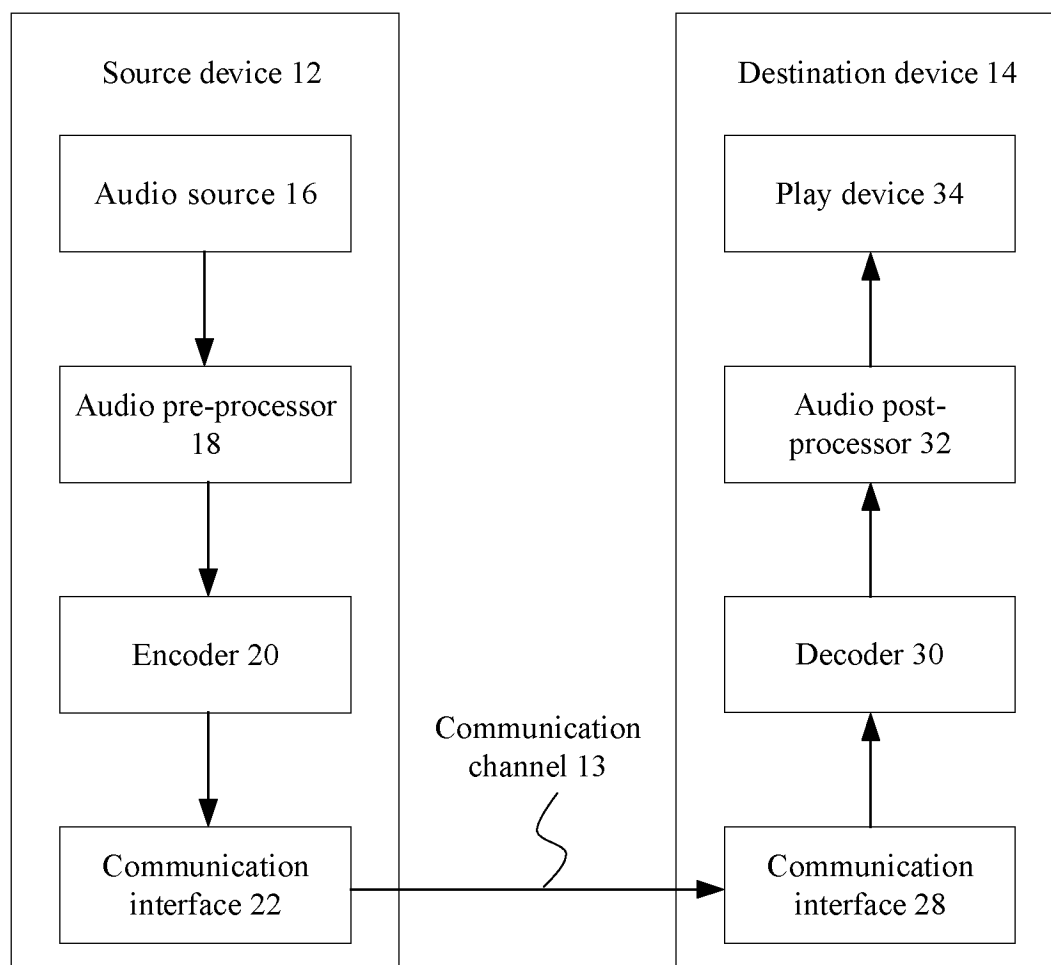 Source device 12
Audio source 16
Audio pre-processor
18
Encoder 20
Communication
interface 22
Communication
channel 13
Destination device 14
Play device 34
Audio post-
processor 32
Decoder 30
Communication
interface 28